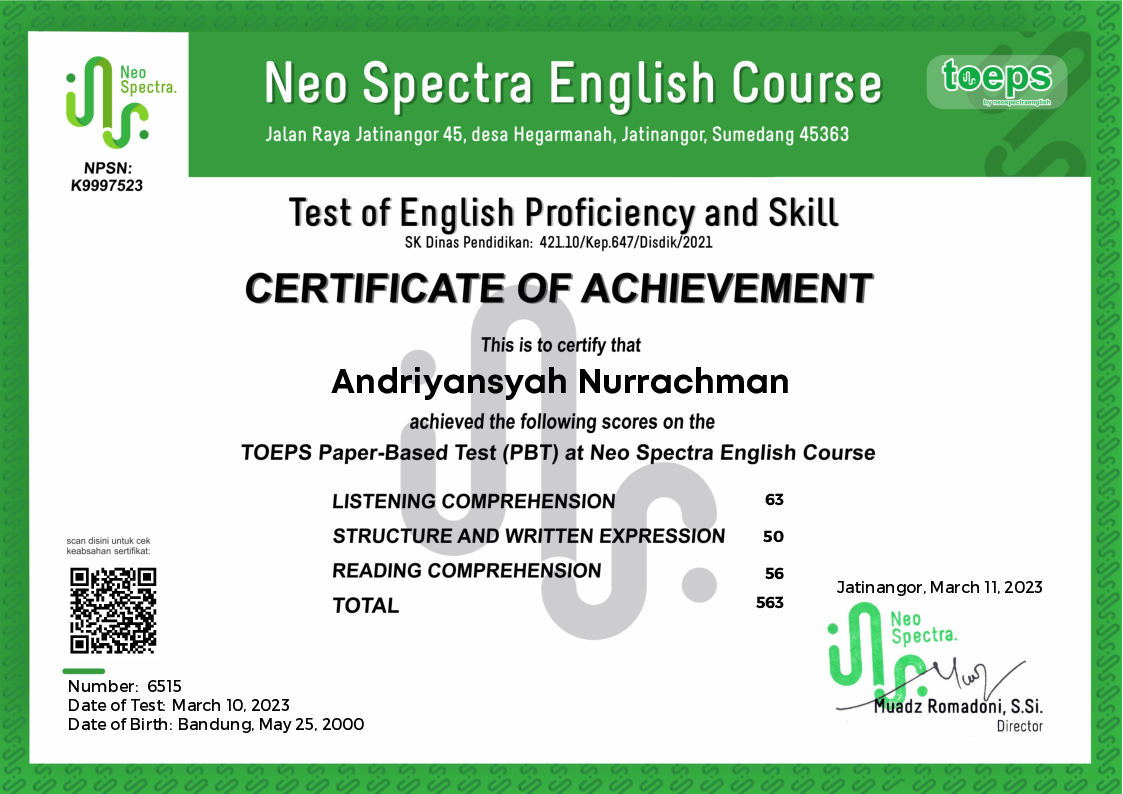 Neo
Spectra.
NPSN:
K9997523
Neo Spectra English Course
Jalan Raya Jatinangor 45, desa Hegarmanah, Jatinangor, Sumedang 45363
toeps
by neospectraenglish
Test of English Proficiency and Skill
SK Dinas Pendidikan: 421.10/Kep.647/Disdik/2021
CERTIFICATE OF ACHIEVEMENT
This is to certify that
Andriyansyah Nurrachman
achieved the following scores on the
TOEPS Paper-Based Test (PBT) at Neo Spectra English Course
LISTENING COMPREHENSION 63
STRUCTURE AND WRITTEN EXPRESSION 50
READING COMPREHENSION 56
TOTAL 563
scan disini untuk cek
keabsahan sertifikat:
Number: 6515
Date of Test: March 10, 2023
Date of Birth: Bandung, May 25, 2000
Jatinangor, March 11, 2023
Neo
Spectra.
Muadz Romadoni, S.Si.
Director